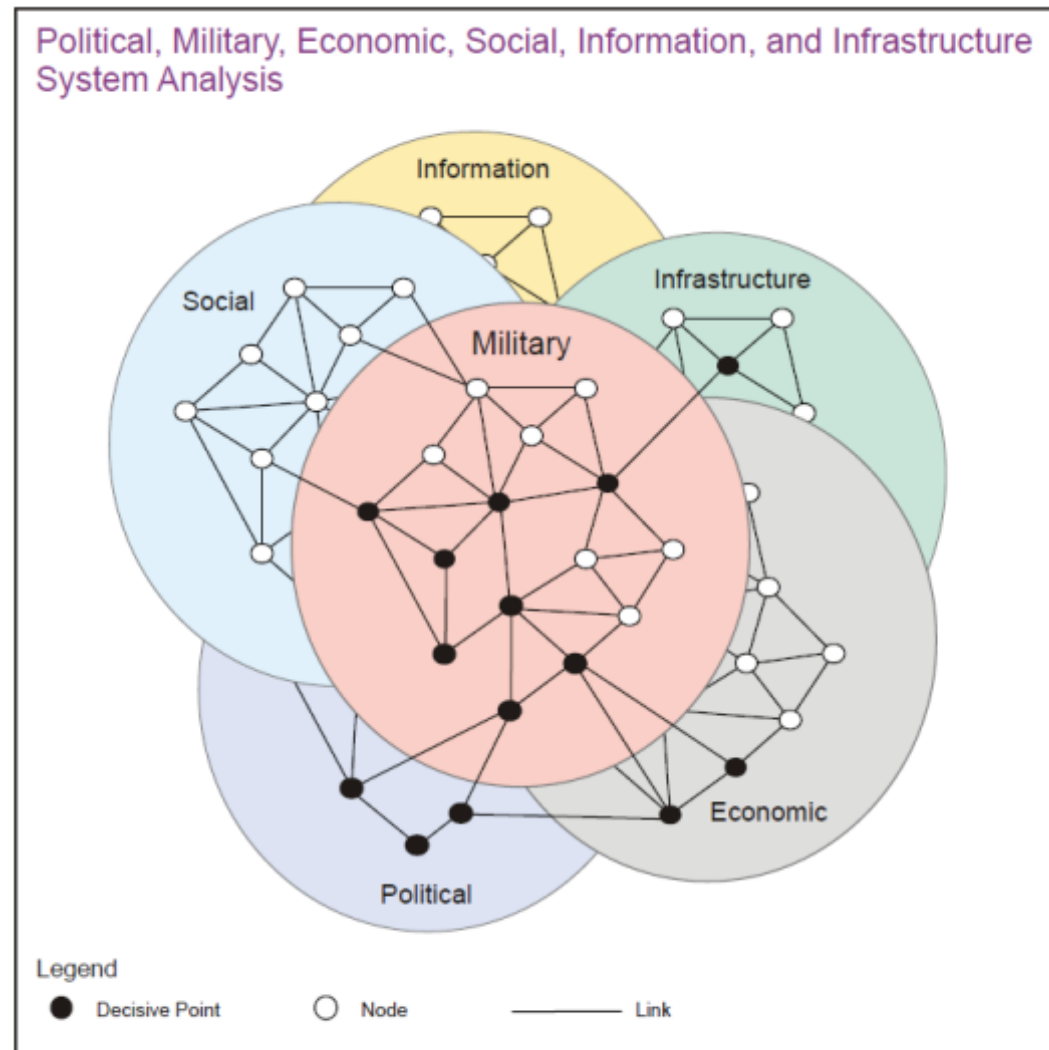 Political, Military, Economic, Social, Information, and Infrastructure
System Analysis
Information
Infrastructure
Social
Military
Economic
Political
Legend
Decisive Point
Node
Link